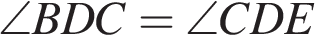 ∠BDC = ∠CDE